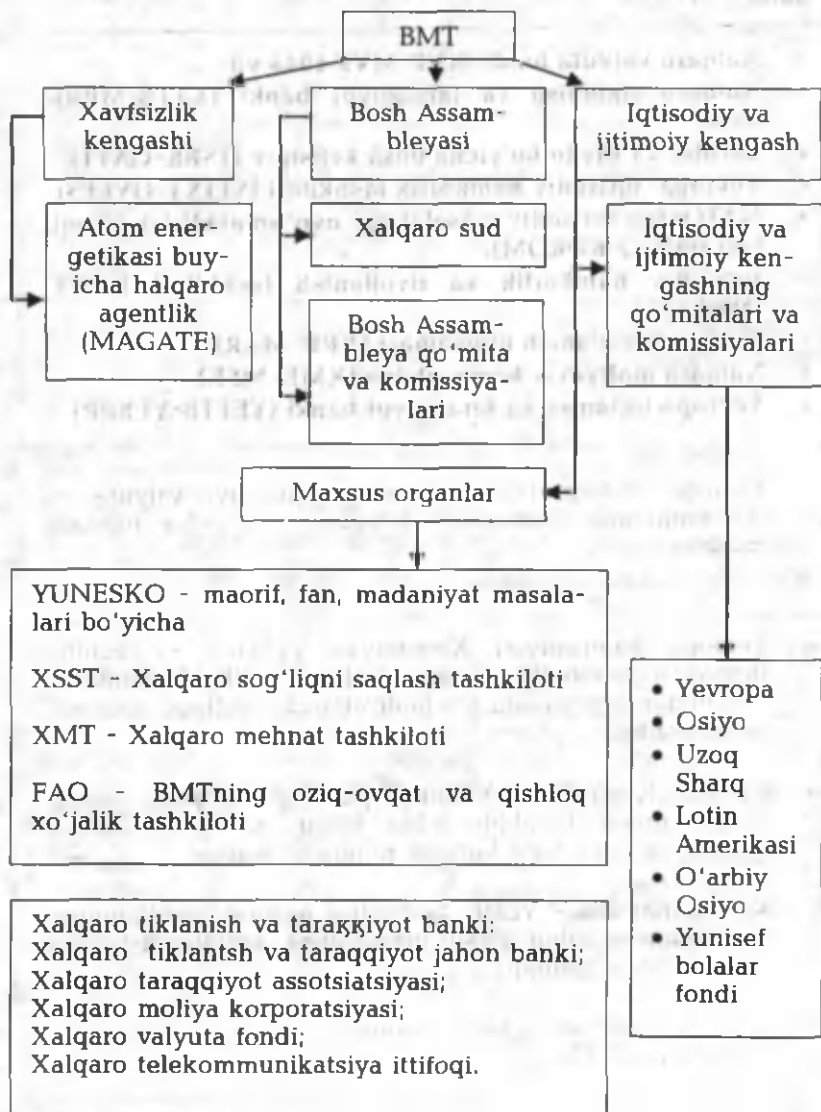 BMT
Xavfsizlik
kengashi
Bosh Assam-
bleyasi
Iqtisodiy va
ijtimoiy kengash
Atom ener-
getikasi buy-
icha halqaro
agentlik
(MAGATE)
Xalqaro sud
Bosh Assam-
bleya qo‘mita
va komissiya-
lari
Iqtisodiy va
ijtimoiy ken-
gashning
qo‘mitalari va
komissiyalari
Maxsus organlar
YUNESKO - maorif, fan, madaniyat masala-
lari bo‘yicha
XSST - Xalqaro sog‘liqni saqlash tashkiloti
XMT - Xalqaro mehnat tashkiloti
FAO - BMTning oziq-ovqat va qishloq
xo‘jalik tashkiloti
• Yevropa
• Osiyo
• Uzoq
Sharq
• Lotin
Amerikasi
• O‘arbiy
Osiyo
• Yunisef
bolalar
fondi
Xalqaro tiklanish va taraққiyot banki;
Xalqaro tiklantsh va taraqqiyot jahon banki;
Xalqaro taraqqiyot assotsiatsiyasi;
Xalqaro moliya korporatsiyasi;
Xalqaro valyuta fondi;
Xalqaro telekommunikatsiya ittifoqi.